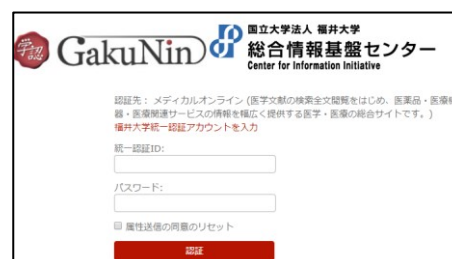 学認
GakuNin
国立大学法人 福井大学
総合情報基盤センター
Center for Information Initiative
認証先： メディカルオンライン (医学文献の検索全文閲覧をはじめ、医薬品・医療機
器・医療関連サービスの情報を幅広く提供する医学・医療の総合サイトです。)
福井大学統一認証アカウントを入力
統一認証ID:
パスワード:
属性送信の同意のリセット
認証